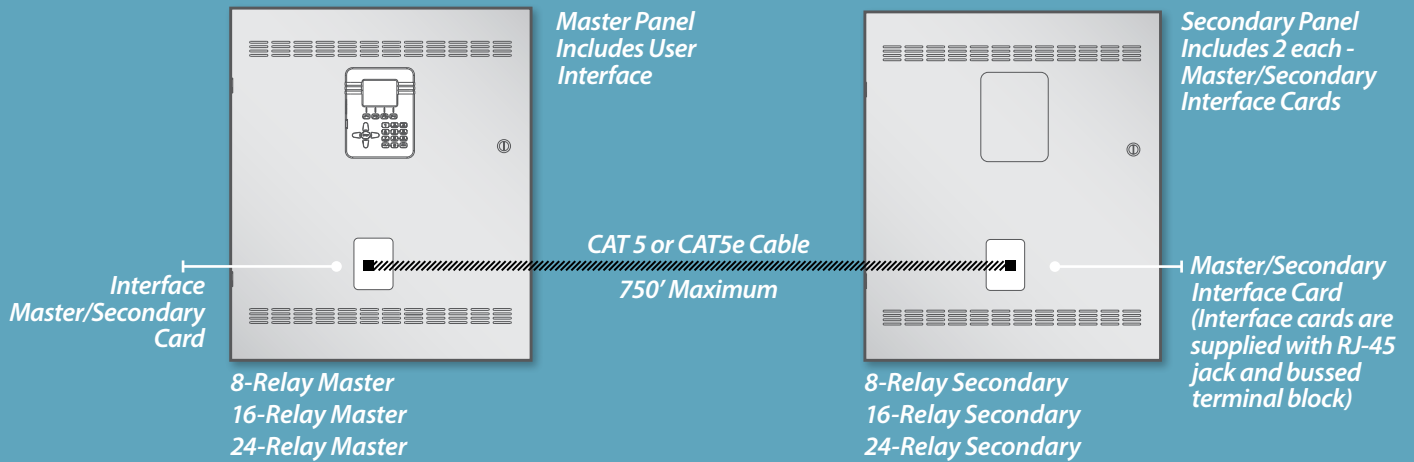 Master Panel
Includes User
Interface
Secondary Panel
Includes 2 each -
Master/Secondary
Interface Cards
CAT 5 or CAT5e Cable
750' Maximum
Interface
Master/Secondary
Card
Master/Secondary
Interface Card
(Interface cards are
supplied with RJ-45
jack and bussed
terminal block)
8-Relay Master
16-Relay Master
24-Relay Master
8-Relay Secondary
16-Relay Secondary
24-Relay Secondary